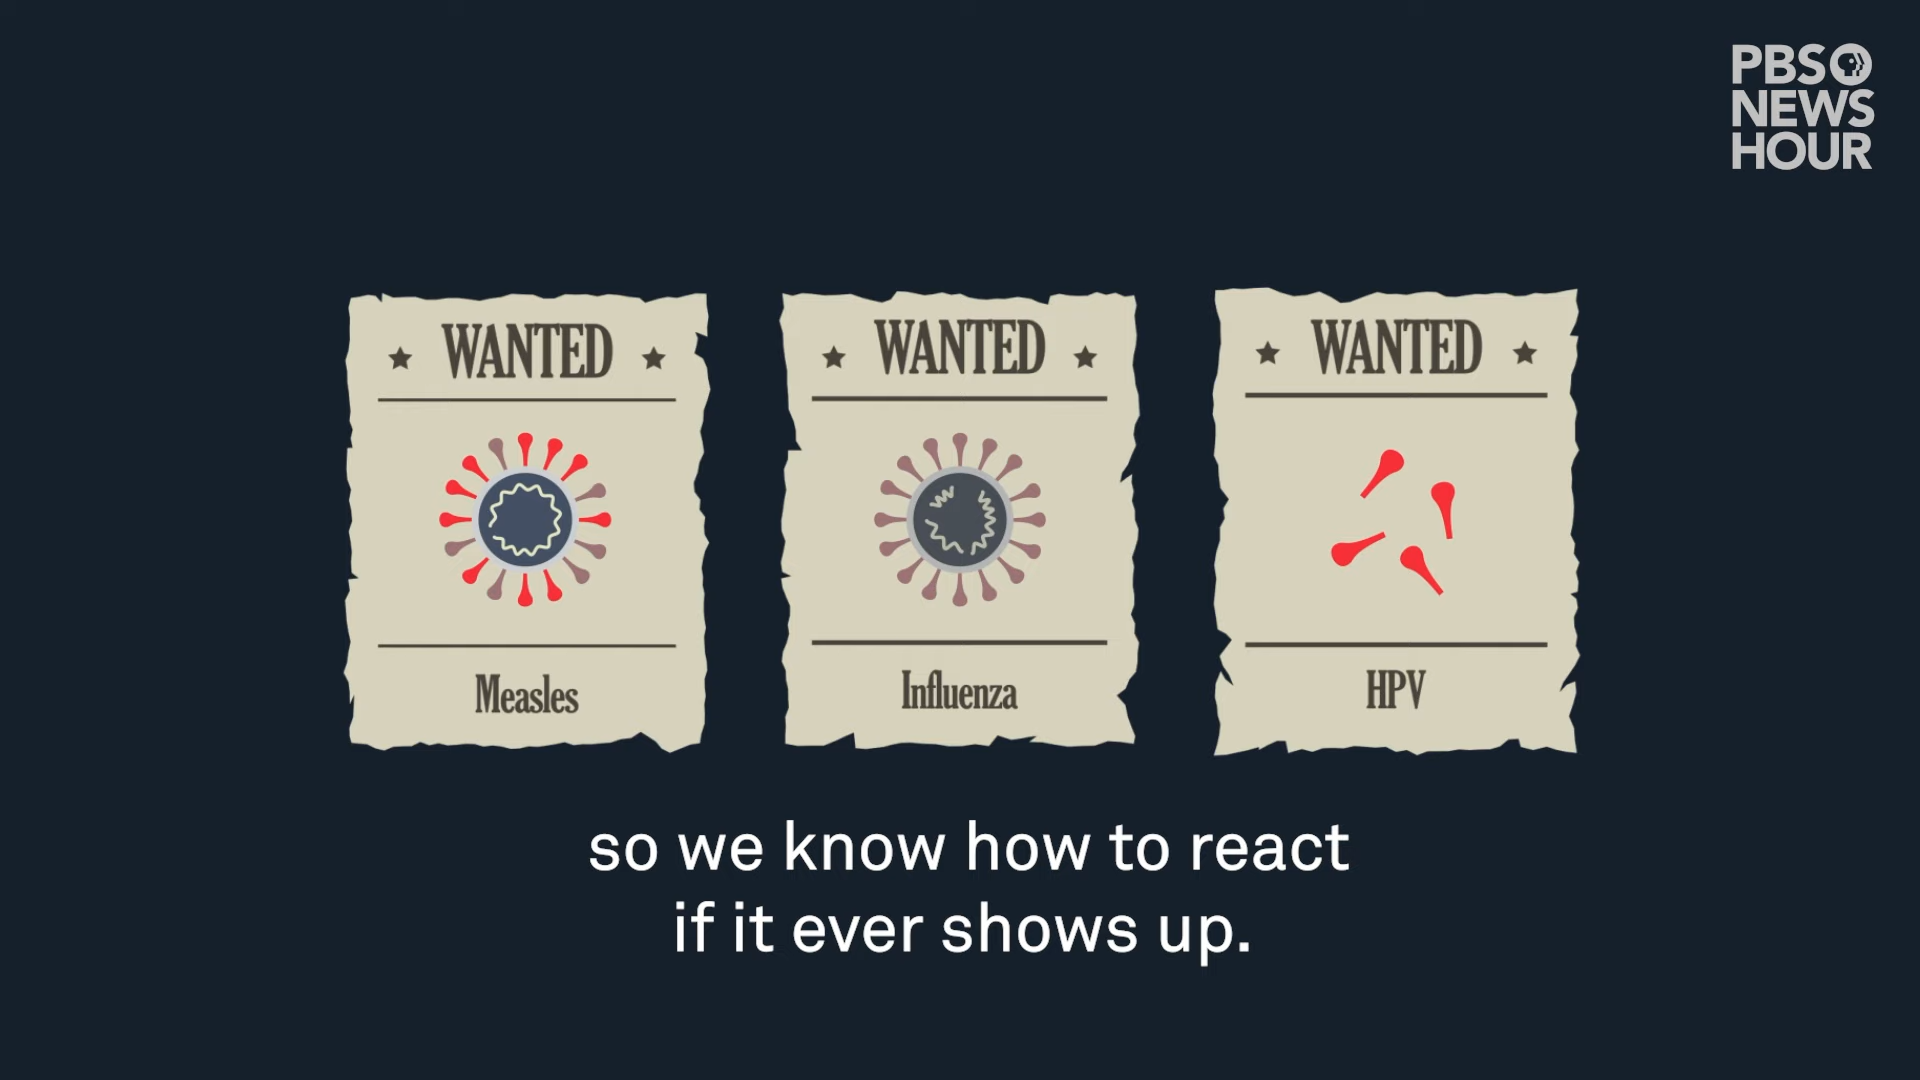 PBS
NEWS
HOUR
WANTED
Measles
WANTED
Influenza
WANTED
HPV
so we know how to react
if it ever shows up.